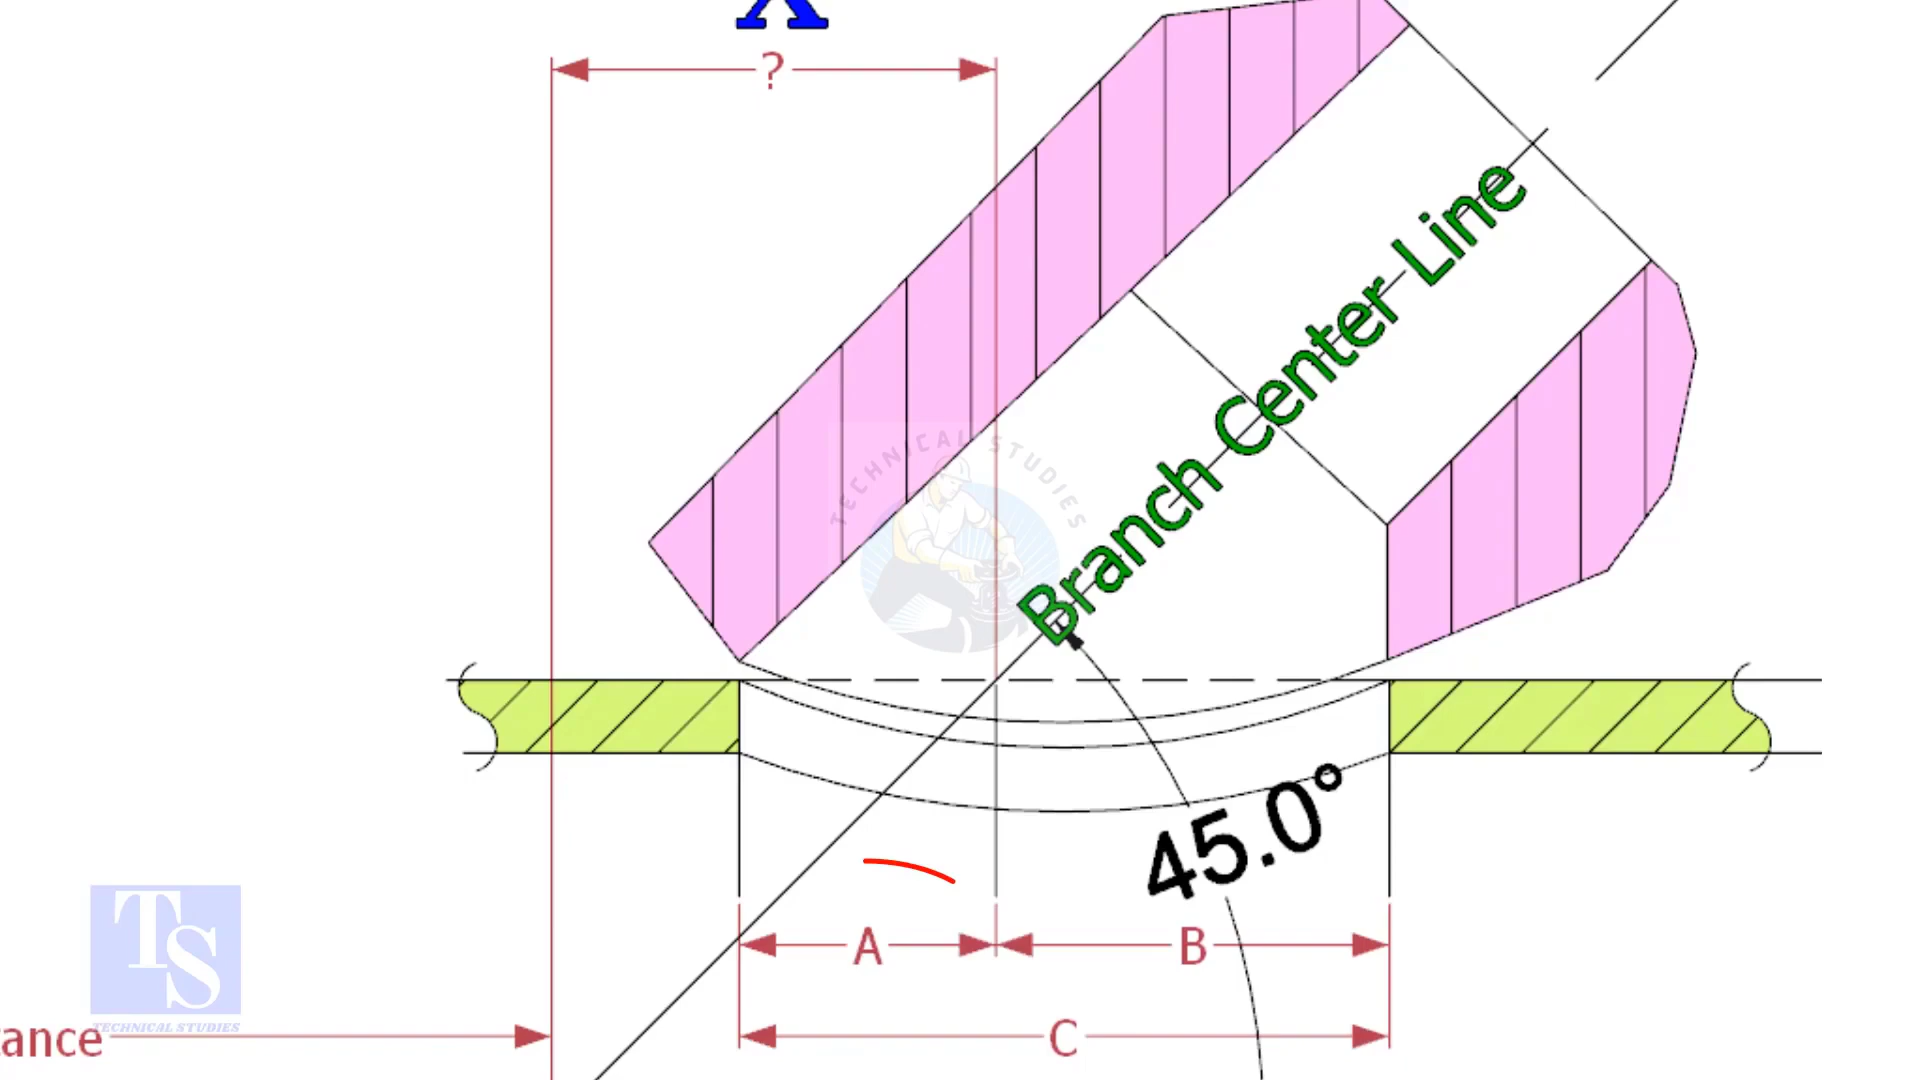 X
?
TECHNICAL STUDIES
Branch Center Line
45.0°
A
B
C
TS
TECHNICAL STUDIES
ance